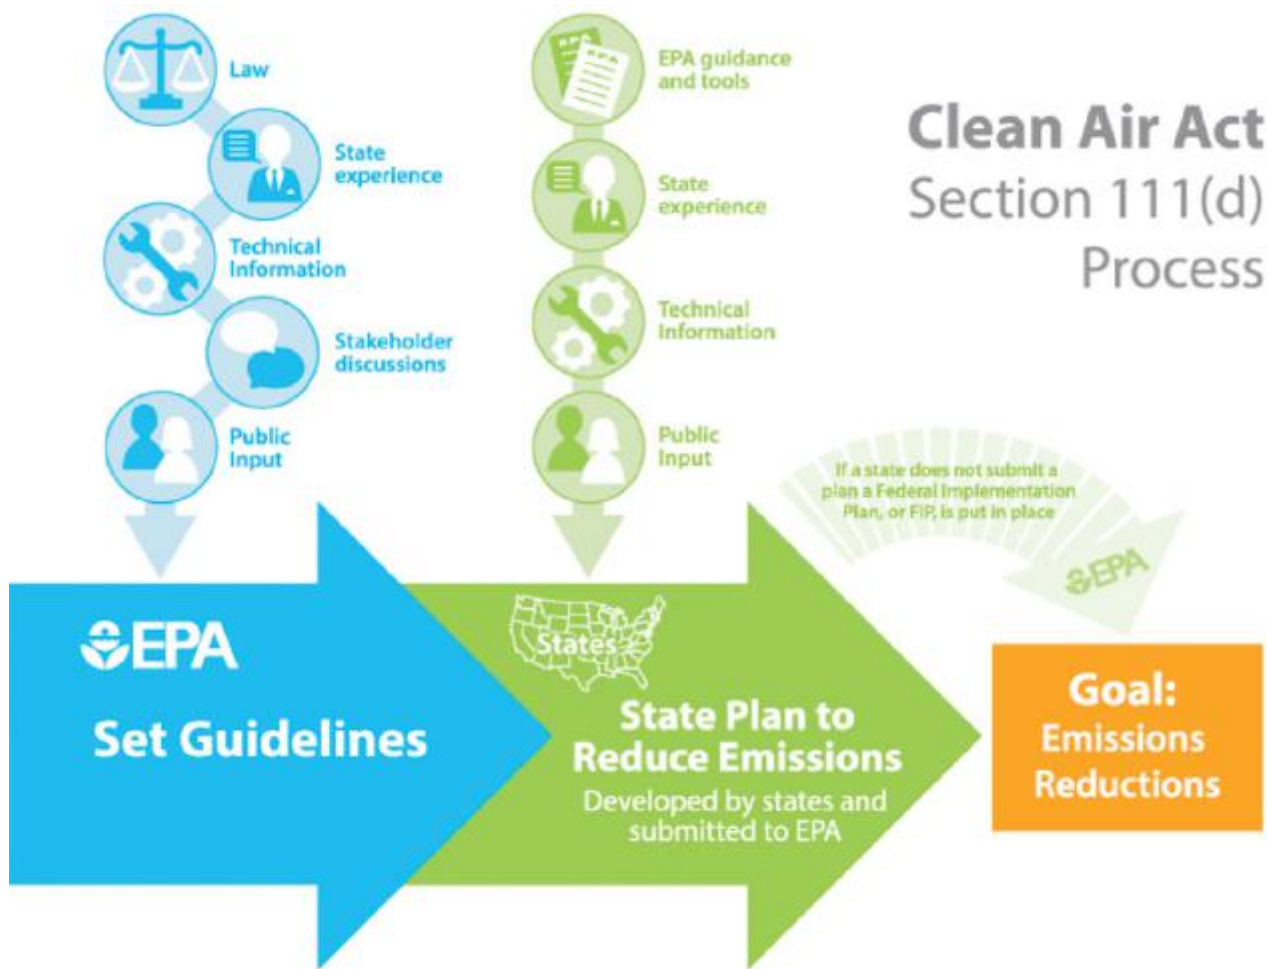 Clean Air Act
Section 111(d)
Process
Law
State
experience
Technical
Information
Stakeholder
discussions
Public
Input
EPA guidance
and tools
EPA
EPA
State
experience
Technical
Information
Public
Input
If a state does not submit a
plan a Federal Implementation
Plan, or FIP, is put in place
EPA
EPA
Set Guidelines
States
State Plan to
Reduce Emissions
Developed by states and
submitted to EPA
Goal:
Emissions
Reductions